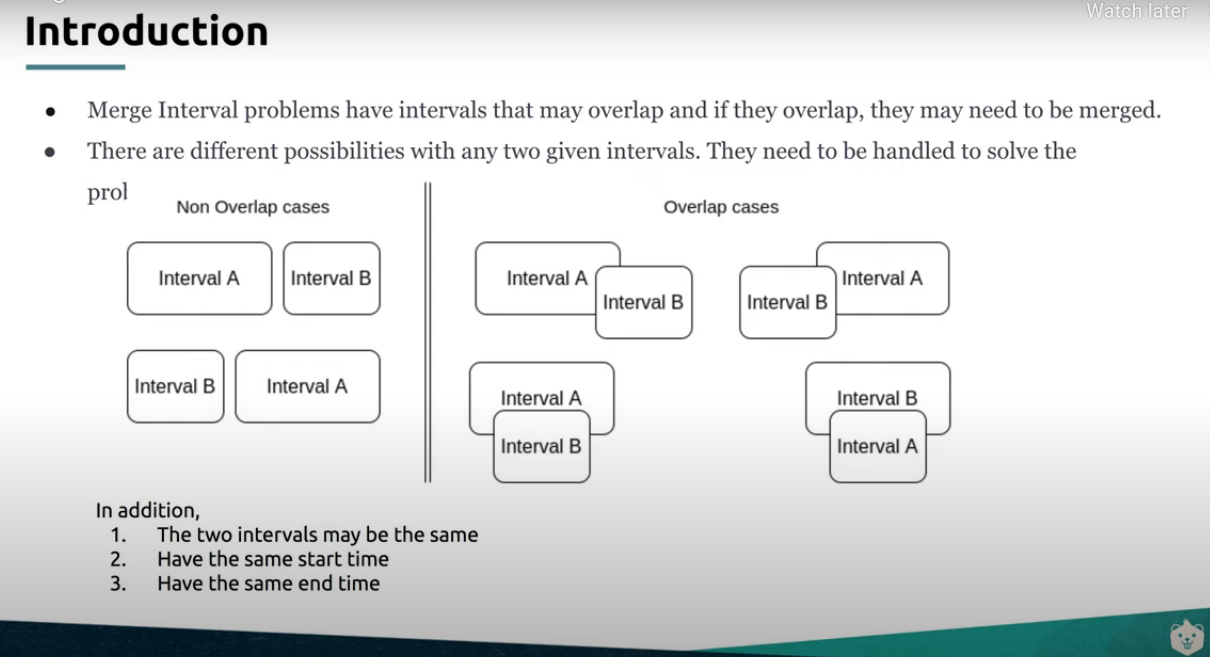 Watch later
Introduction
• Merge Interval problems have intervals that may overlap and if they overlap, they may need to be merged.
• There are different possibilities with any two given intervals. They need to be handled to solve the
Non Overlap cases
Overlap cases
Interval A
Interval B
Interval A
Interval B
Interval B
Interval A
Interval B
Interval A
Interval A
Interval B
Interval B
Interval A
In addition,
1. The two intervals may be the same
2. Have the same start time
3. Have the same end time